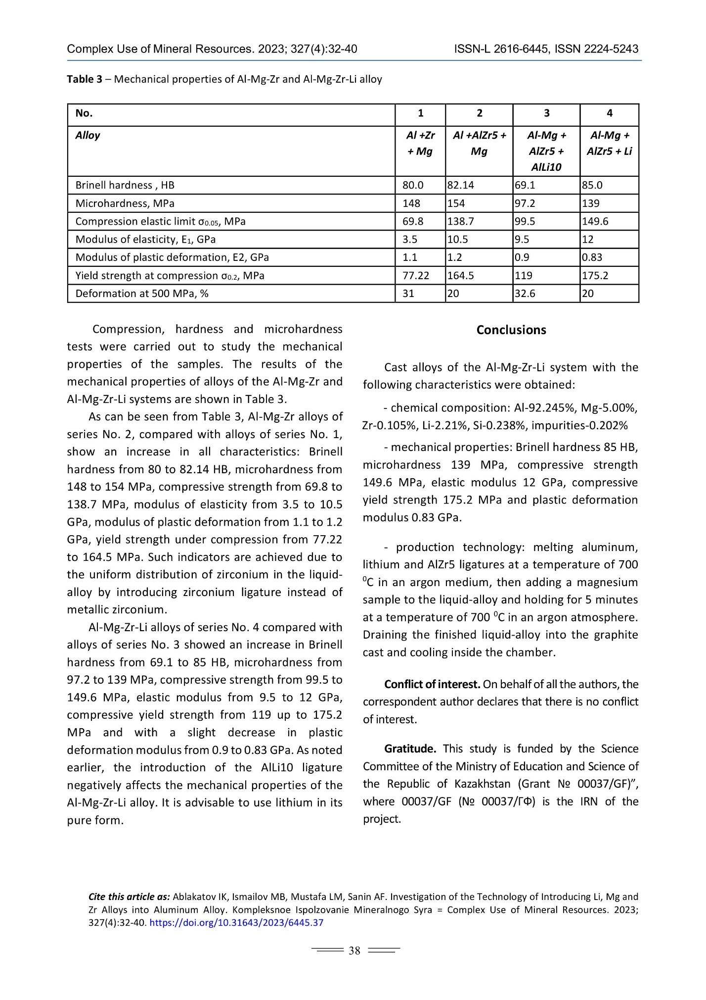 Complex Use of Mineral Resources. 2023; 327(4):32-40 ISSN-L 2616-6445, ISSN 2224-5243
Table 3 – Mechanical properties of Al-Mg-Zr and Al-Mg-Zr-Li alloy
No. 1 2 3 4
Alloy Al +Zr + Mg Al +AlZr5 + Mg Al-Mg + AlZr5 + AlLi10 Al-Mg + AlZr5 + Li
Brinell hardness , HB 80.0 82.14 69.1 85.0
Microhardness, MPa 148 154 97.2 139
Compression elastic limit σ0.05, MPa 69.8 138.7 99.5 149.6
Modulus of elasticity, E1, GPa 3.5 10.5 9.5 12
Modulus of plastic deformation, E2, GPa 1.1 1.2 0.9 0.83
Yield strength at compression σ0.2, MPa 77.22 164.5 119 175.2
Deformation at 500 MPa, % 31 20 32.6 20
Compression, hardness and microhardness
tests were carried out to study the mechanical
properties of the samples. The results of the
mechanical properties of alloys of the Al-Mg-Zr and
Al-Mg-Zr-Li systems are shown in Table 3.
As can be seen from Table 3, Al-Mg-Zr alloys of
series No. 2, compared with alloys of series No. 1,
show an increase in all characteristics: Brinell
hardness from 80 to 82.14 HB, microhardness from
148 to 154 MPa, compressive strength from 69.8 to
138.7 MPa, modulus of elasticity from 3.5 to 10.5
GPa, modulus of plastic deformation from 1.1 to 1.2
GPa, yield strength under compression from 77.22
to 164.5 MPa. Such indicators are achieved due to
the uniform distribution of zirconium in the liquid-
alloy by introducing zirconium ligature instead of
metallic zirconium.
Al-Mg-Zr-Li alloys of series No. 4 compared with
alloys of series No. 3 showed an increase in Brinell
hardness from 69.1 to 85 HB, microhardness from
97.2 to 139 MPa, compressive strength from 99.5 to
149.6 MPa, elastic modulus from 9.5 to 12 GPa,
compressive yield strength from 119 up to 175.2
MPa and with a slight decrease in plastic
deformation modulus from 0.9 to 0.83 GPa. As noted
earlier, the introduction of the AlLi10 ligature
negatively affects the mechanical properties of the
Al-Mg-Zr-Li alloy. It is advisable to use lithium in its
pure form.
Conclusions
Cast alloys of the Al-Mg-Zr-Li system with the
following characteristics were obtained:
- chemical composition: Al-92.245%, Mg-5.00%,
Zr-0.105%, Li-2.21%, Si-0.238%, impurities-0.202%
- mechanical properties: Brinell hardness 85 HB,
microhardness 139 MPa, compressive strength
149.6 MPa, elastic modulus 12 GPa, compressive
yield strength 175.2 MPa and plastic deformation
modulus 0.83 GPa.
- production technology: melting aluminum,
lithium and AlZr5 ligatures at a temperature of 700
⁰C in an argon medium, then adding a magnesium
sample to the liquid-alloy and holding for 5 minutes
at a temperature of 700 ⁰C in an argon atmosphere.
Draining the finished liquid-alloy into the graphite
cast and cooling inside the chamber.
Conflict of interest. On behalf of all the authors, the
correspondent author declares that there is no conflict
of interest.
Gratitude. This study is funded by the Science
Committee of the Ministry of Education and Science of
the Republic of Kazakhstan (Grant № 00037/GF)”,
where 00037/GF (№ 00037/ГФ) is the IRN of the
project.
Cite this article as: Ablakatov IK, Ismailov MB, Mustafa LM, Sanin AF. Investigation of the Technology of Introducing Li, Mg and
Zr Alloys into Aluminum Alloy. Kompleksnoe Ispolzovanie Mineralnogo Syra = Complex Use of Mineral Resources. 2023;
327(4):32-40. https://doi.org/10.31643/2023/6445.37
38